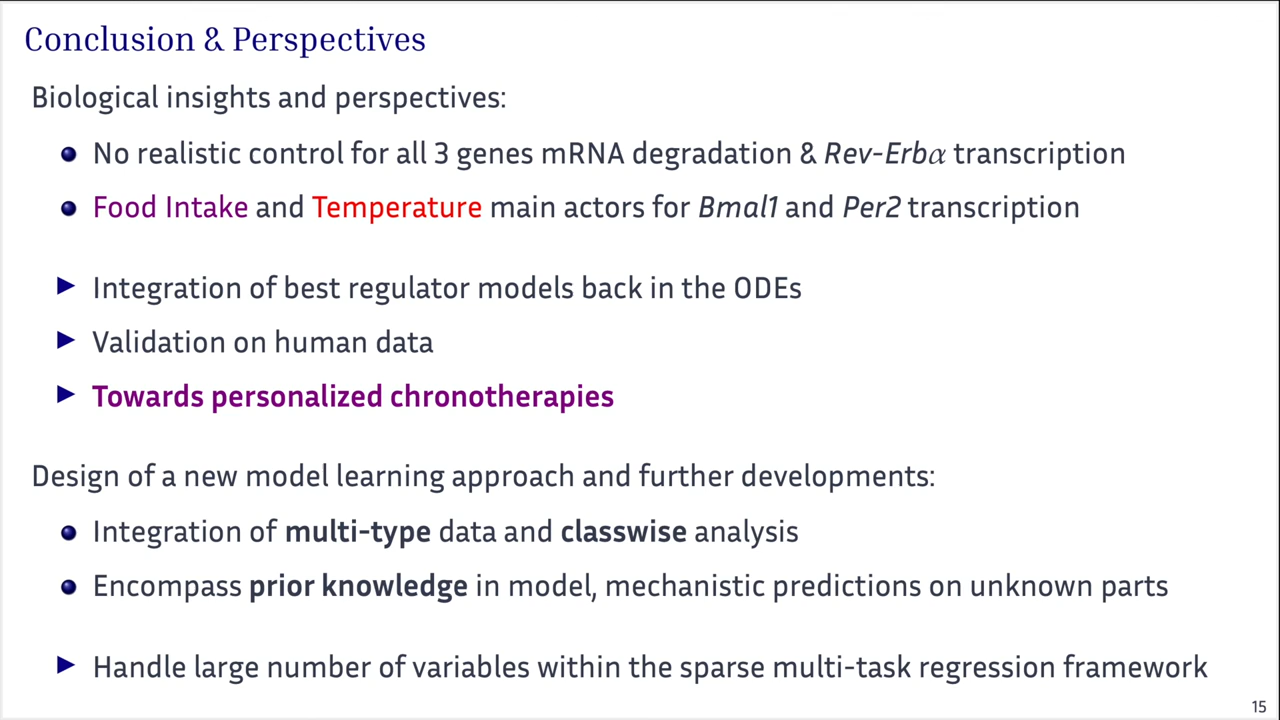 Conclusion & Perspectives
Biological insights and perspectives:
No realistic control for all 3 genes mRNA degradation & Rev-Erbα transcription
Food Intake and Temperature main actors for Bmal1 and Per2 transcription
Integration of best regulator models back in the ODEs
Validation on human data
Towards personalized chronotherapies
Design of a new model learning approach and further developments:
Integration of multi-type data and classwise analysis
Encompass prior knowledge in model, mechanistic predictions on unknown parts
Handle large number of variables within the sparse multi-task regression framework
15